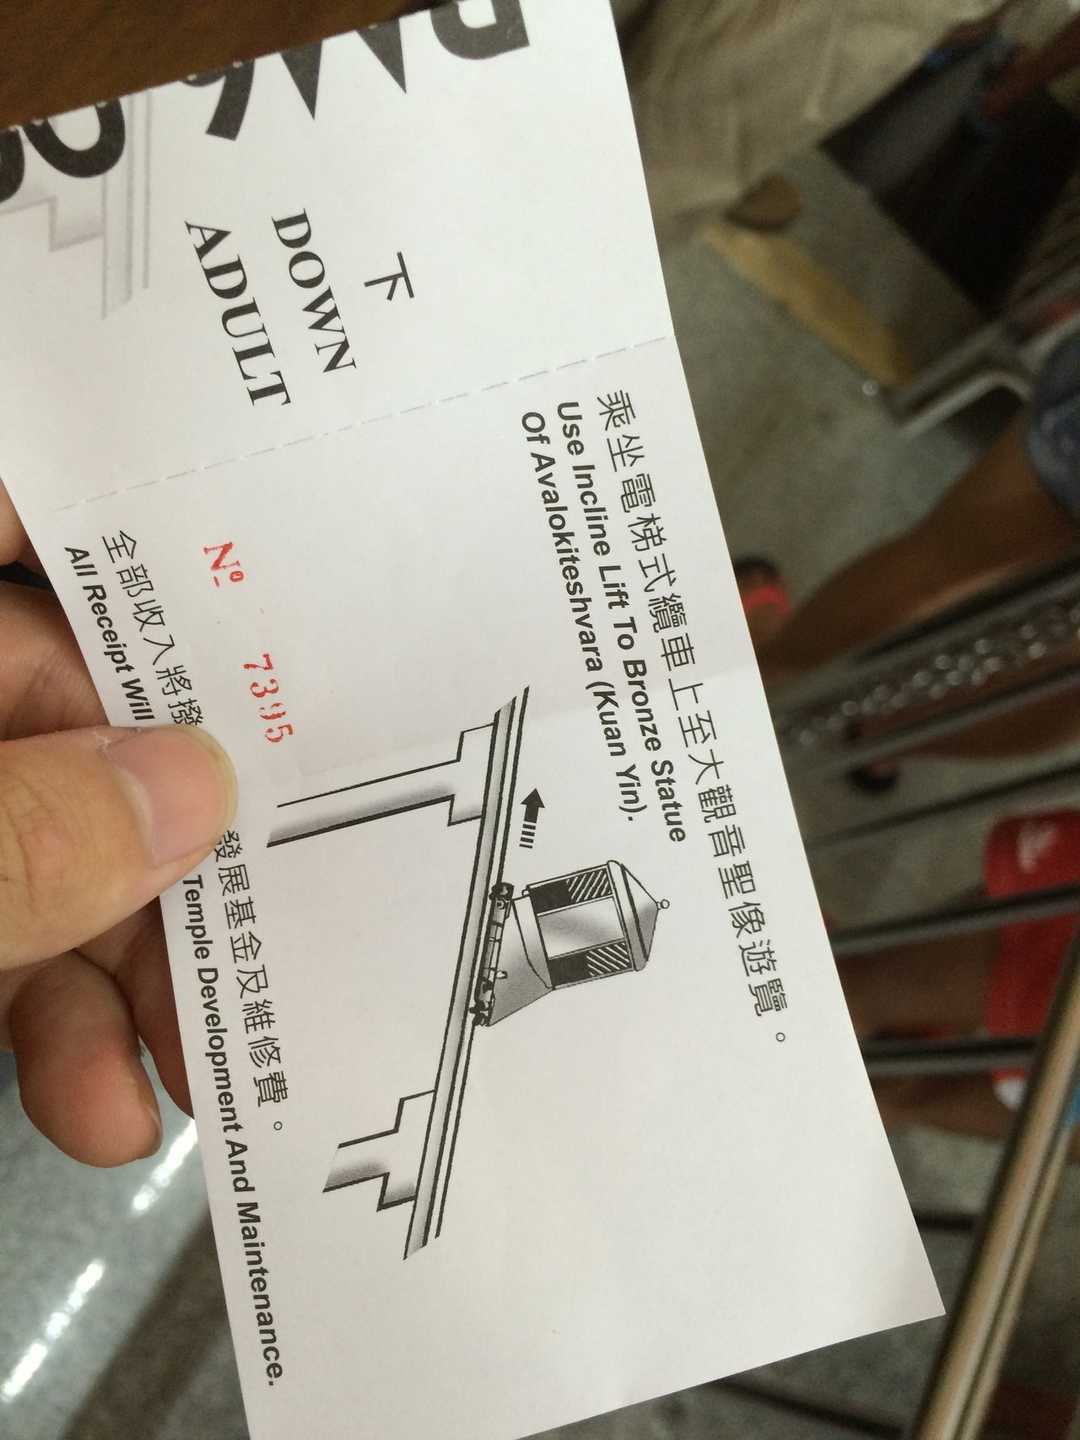 下
DOWN
ADULT
乘坐電梯式纜車上至大觀音聖像遊覽。
Use Incline Lift To Bronze Statue
Of Avalokiteshvara (Kuan Yin).
Nº 7395
全部收入將撥 發展基金及維修費。
All Receipt Will Temple Development And Maintenance.